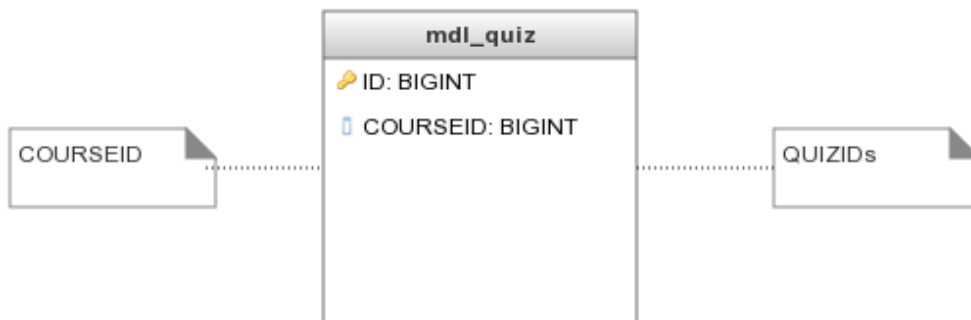 mdl_quiz
ID: BIGINT
COURSEID: BIGINT
COURSEID
QUIZIDs